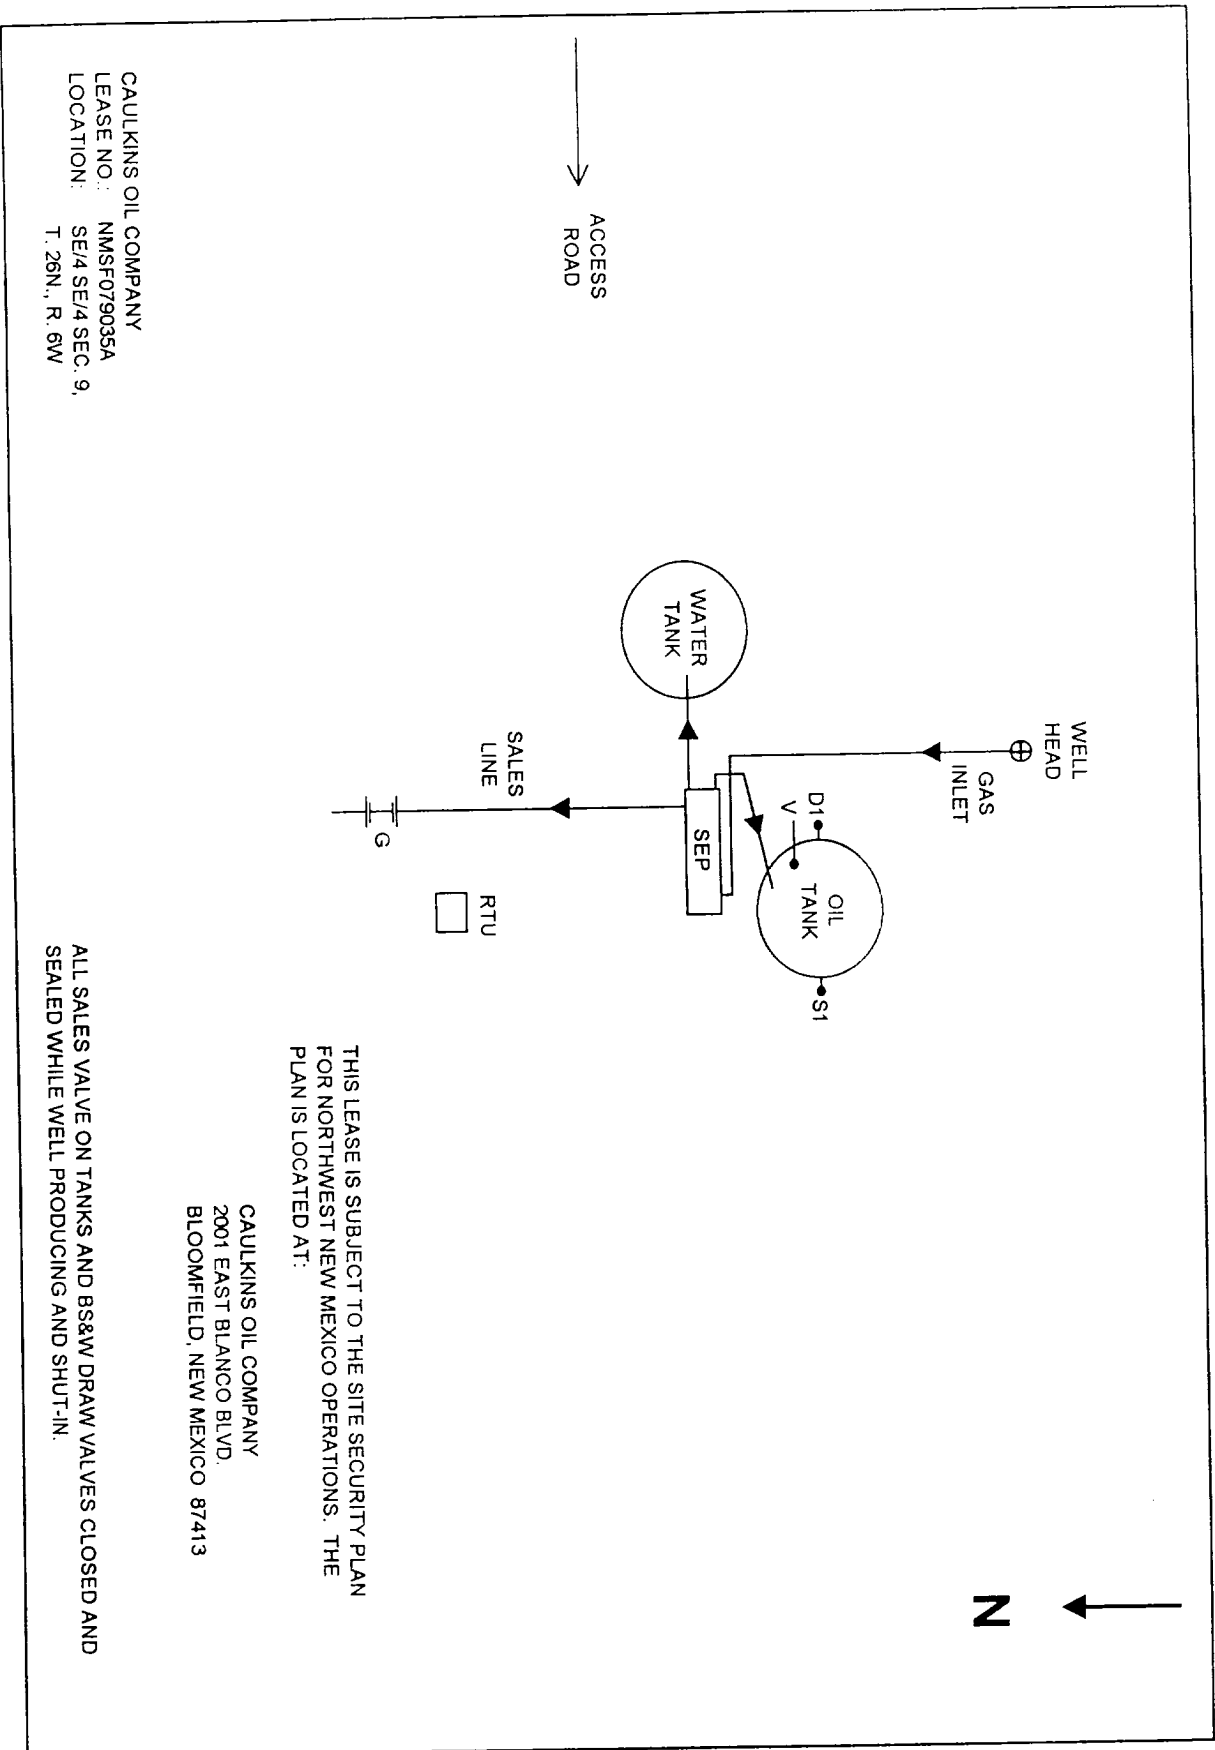 WELL
HEAD
GAS
INLET
D1
V
OIL
TANK
S1
WATER
TANK
SEP
ACCESS
ROAD
SALES
LINE
G
RTU
N
THIS LEASE IS SUBJECT TO THE SITE SECURITY PLAN
FOR NORTHWEST NEW MEXICO OPERATIONS. THE
PLAN IS LOCATED AT:
CAULKINS OIL COMPANY
2001 EAST BLANCO BLVD.
BLOOMFIELD, NEW MEXICO 87413
CAULKINS OIL COMPANY
LEASE NO.: NMSF079035A
LOCATION: SE/4 SE/4 SEC. 9,
T. 26N., R. 6W
ALL SALES VALVE ON TANKS AND BS&W DRAW VALVES CLOSED AND
SEALED WHILE WELL PRODUCING AND SHUT-IN.